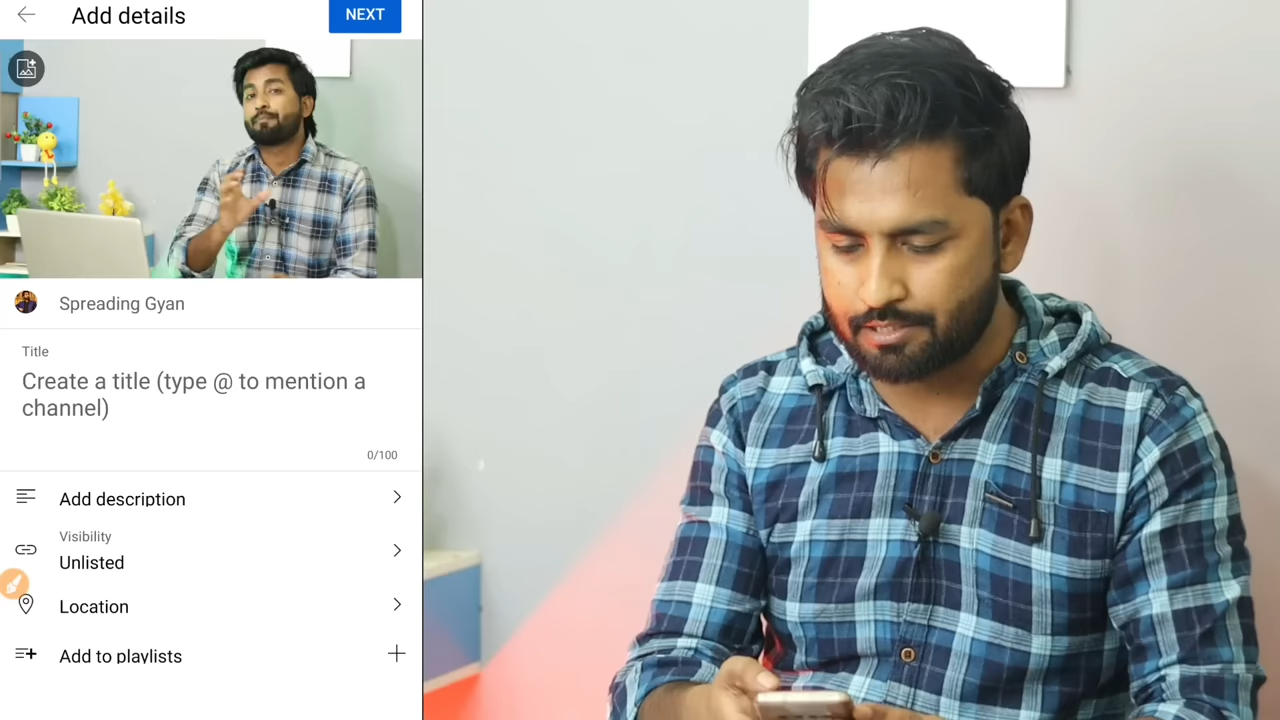 Add details
NEXT
Spreading Gyan
Title
Create a title (type @ to mention a
channel)
0/100
Add description
Visibility
Unlisted
Location
Add to playlists